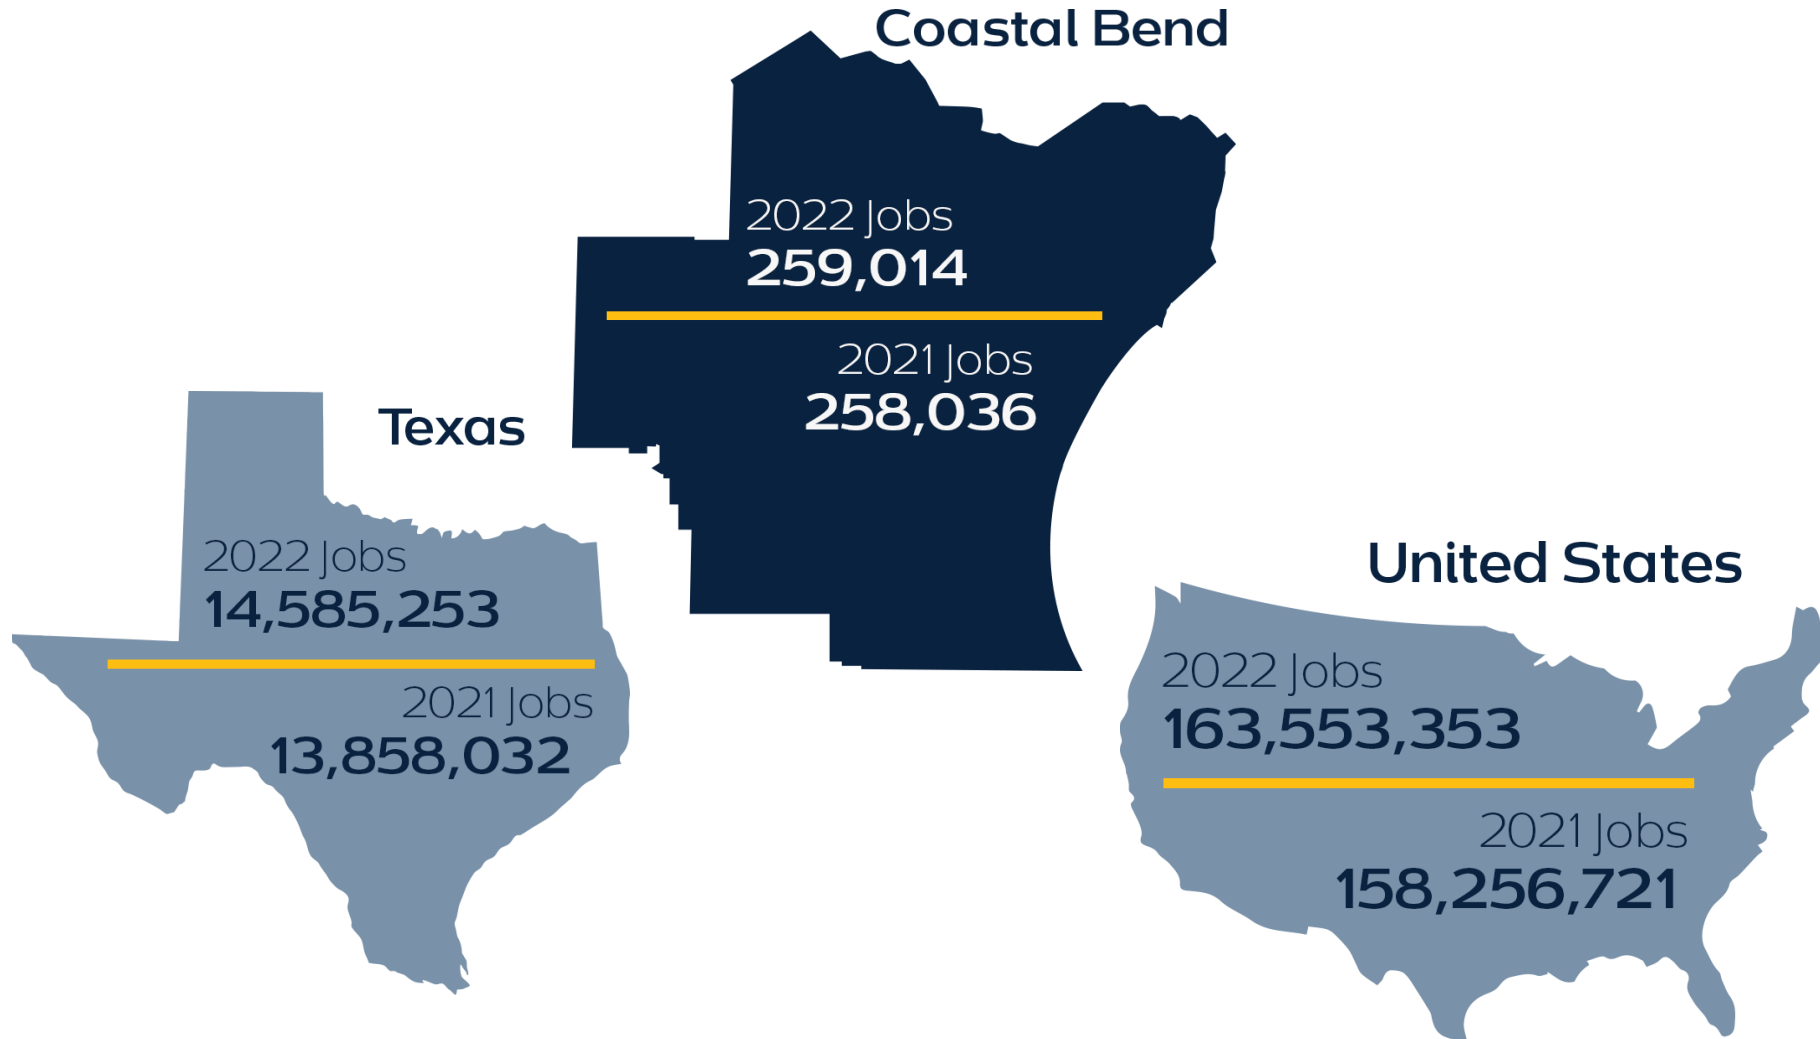 Coastal Bend
2022 Jobs
259,014
2021 Jobs
258,036
Texas
2022 Jobs
14,585,253
2021 Jobs
13,858,032
United States
2022 Jobs
163,553,353
2021 Jobs
158,256,721